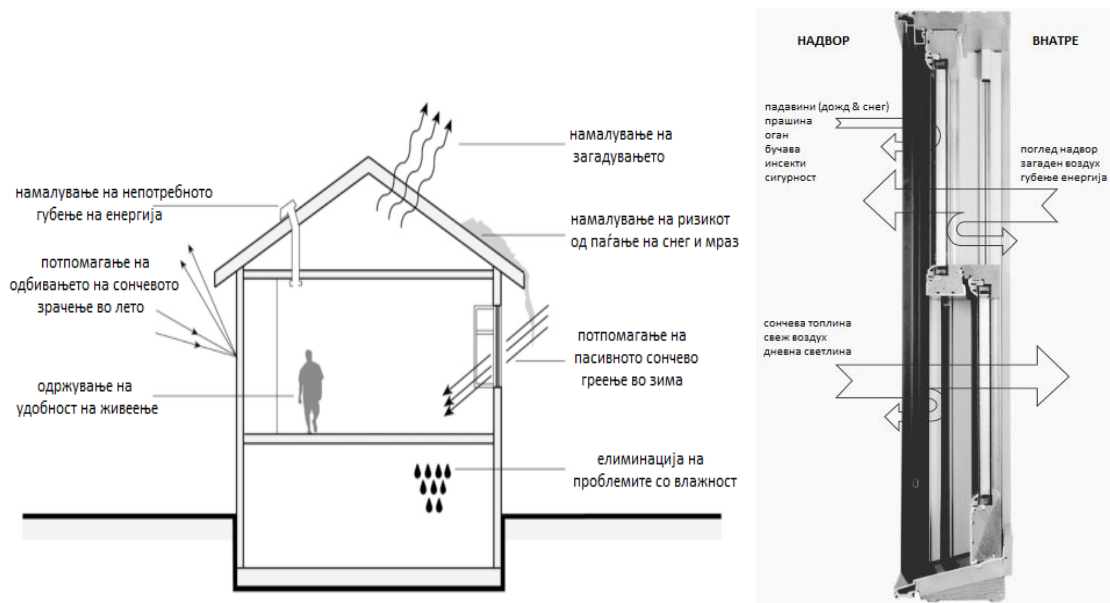 намалување на
загадувањето
намалување на непотребното
губење на енергија
намалување на ризикот
од паѓање на снег и мраз
потпомагање на
одбивањето на сончевото
зрачење во лето
потпомагање на
пасивното сончево
греење во зима
одржување на
удобност на живеење
елиминација на
проблемите со влажност
НАДВОР
ВНАТРЕ
падавини (дожд & снег)
прашина
оган
бучава
инсекти
сигурност
поглед надвор
загаден воздух
губење енергија
сончева топлина
свеж воздух
дневна светлина